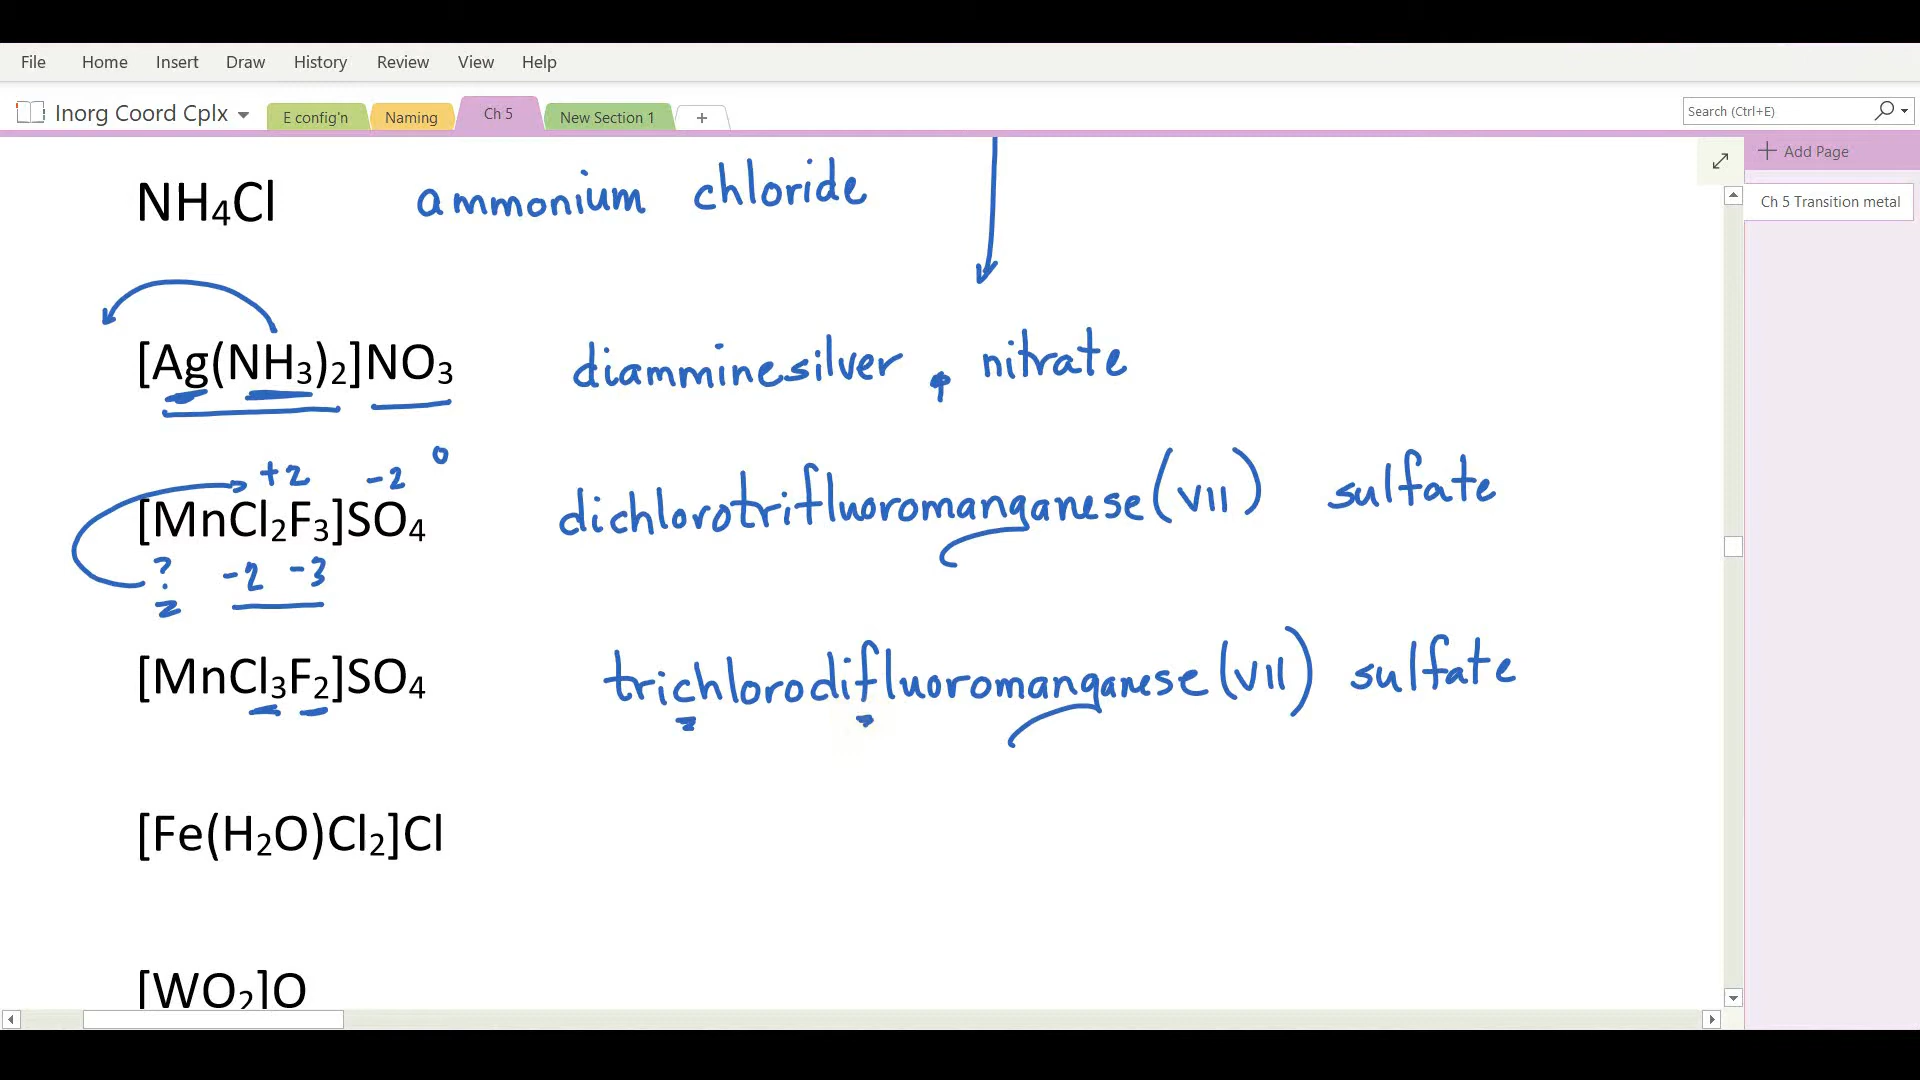 File Home Insert Draw History Review View Help
Inorg Coord Cplx E config'n Naming Ch 5 New Section 1 + Search (Ctrl+E)
Add Page
Ch 5 Transition metal
NH₄Cl ammonium chloride
[Ag(NH₃)₂]NO₃ diamminesilver nitrate
+2 -2 0
[MnCl₂F₃]SO₄ dichlorotrifluoromanganese(VII) sulfate
? -2 -3
[MnCl₃F₂]SO₄ trichlorodifluoromanganese(VII) sulfate
[Fe(H₂O)Cl₂]Cl
[WO₂]O